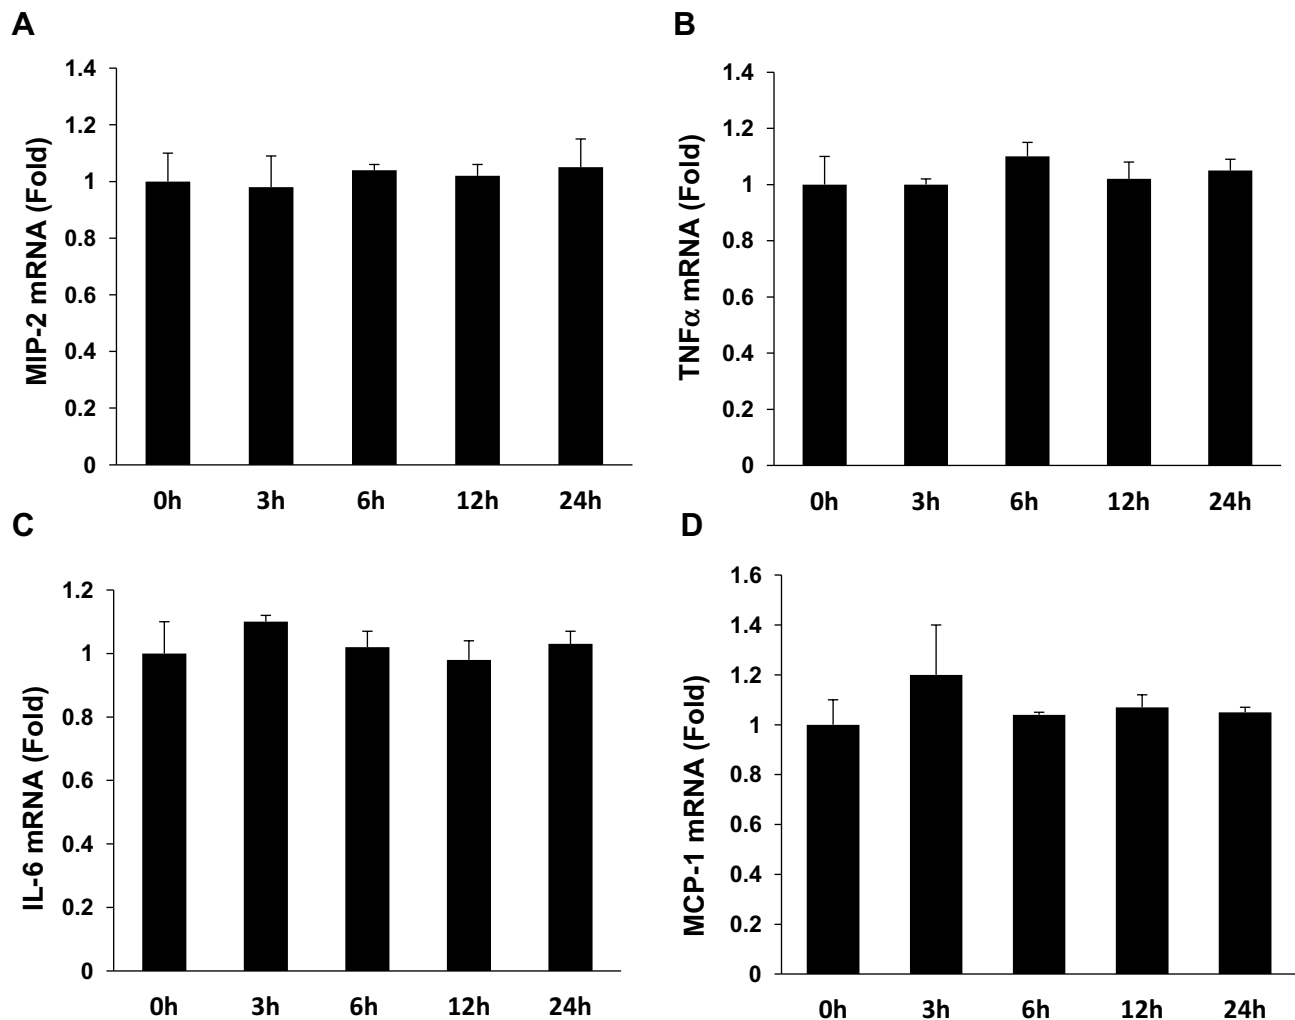 A
MIP-2 mRNA (Fold)
1.4
1.2
1
0.8
0.6
0.4
0.2
0
0h 3h 6h 12h 24h
B
TNFα mRNA (Fold)
1.4
1.2
1
0.8
0.6
0.4
0.2
0
0h 3h 6h 12h 24h
C
IL-6 mRNA (Fold)
1.2
1
0.8
0.6
0.4
0.2
0
0h 3h 6h 12h 24h
D
MCP-1 mRNA (Fold)
1.6
1.4
1.2
1
0.8
0.6
0.4
0.2
0
0h 3h 6h 12h 24h